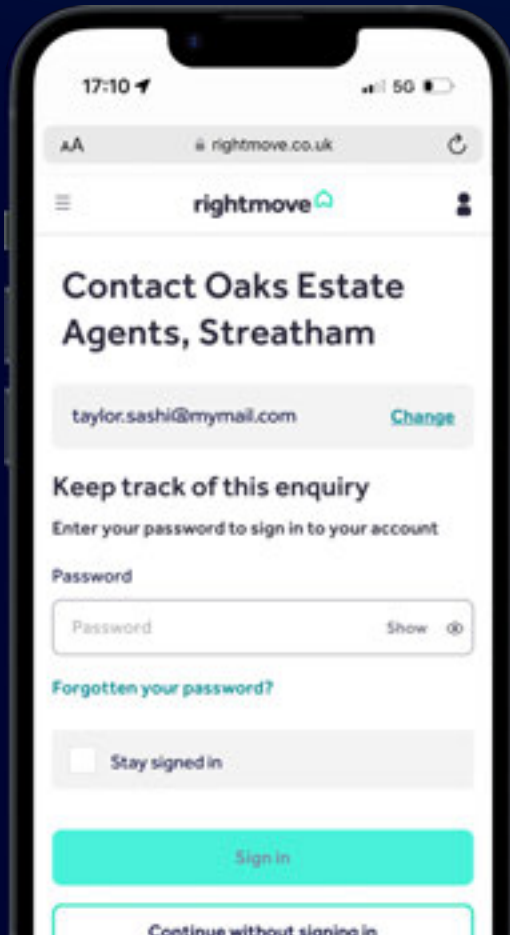 17:10 5G
AA rightmove.co.uk
rightmove
Contact Oaks Estate
Agents, Streatham
taylor.sashi@mymail.com Change
Keep track of this enquiry
Enter your password to sign in to your account
Password
Password Show
Forgotten your password?
Stay signed in
Sign in
Continue without signing in